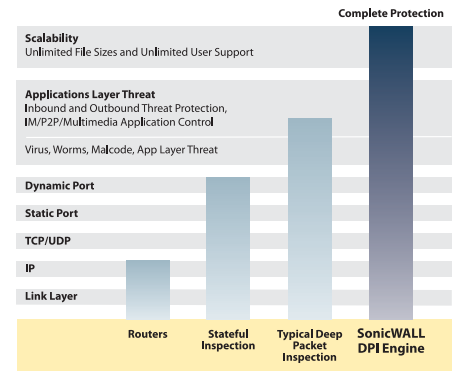 Complete Protection
Scalability
Unlimited File Sizes and Unlimited User Support
Applications Layer Threat
Inbound and Outbound Threat Protection,
IM/P2P/Multimedia Application Control
Virus, Worms, Malcode, App Layer Threat
Dynamic Port
Static Port
TCP/UDP
IP
Link Layer
Routers
Stateful
Inspection
Typical Deep
Packet
Inspection
SonicWALL
DPI Engine